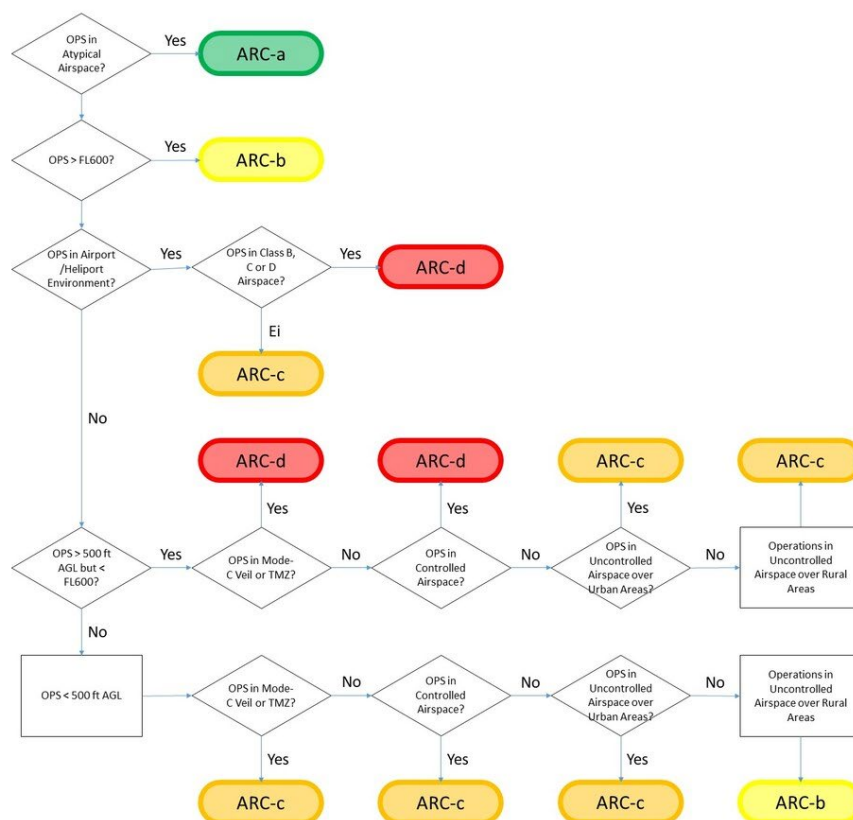 OPS in
Atypical
Airspace?
Yes
ARC-a
OPS > FL600?
Yes
ARC-b
OPS in Airport
/Heliport
Environment?
Yes
OPS in Class B,
C or D
Airspace?
Yes
ARC-d
Ei
ARC-c
No
ARC-d
ARC-d
ARC-c
ARC-c
Yes
Yes
Yes
Yes
OPS > 500 ft
AGL but <
FL600?
Yes
OPS in Mode-
C Veil or TMZ?
No
OPS in
Controlled
Airspace?
No
OPS in
Uncontrolled
Airspace over
Urban Areas?
No
Operations in
Uncontrolled
Airspace over Rural
Areas
No
OPS < 500 ft AGL
OPS in Mode-
C Veil or TMZ?
No
OPS in
Controlled
Airspace?
No
OPS in
Uncontrolled
Airspace over
Urban Areas?
No
Operations in
Uncontrolled
Airspace over Rural
Areas
Yes
Yes
Yes
ARC-c
ARC-c
ARC-c
ARC-b